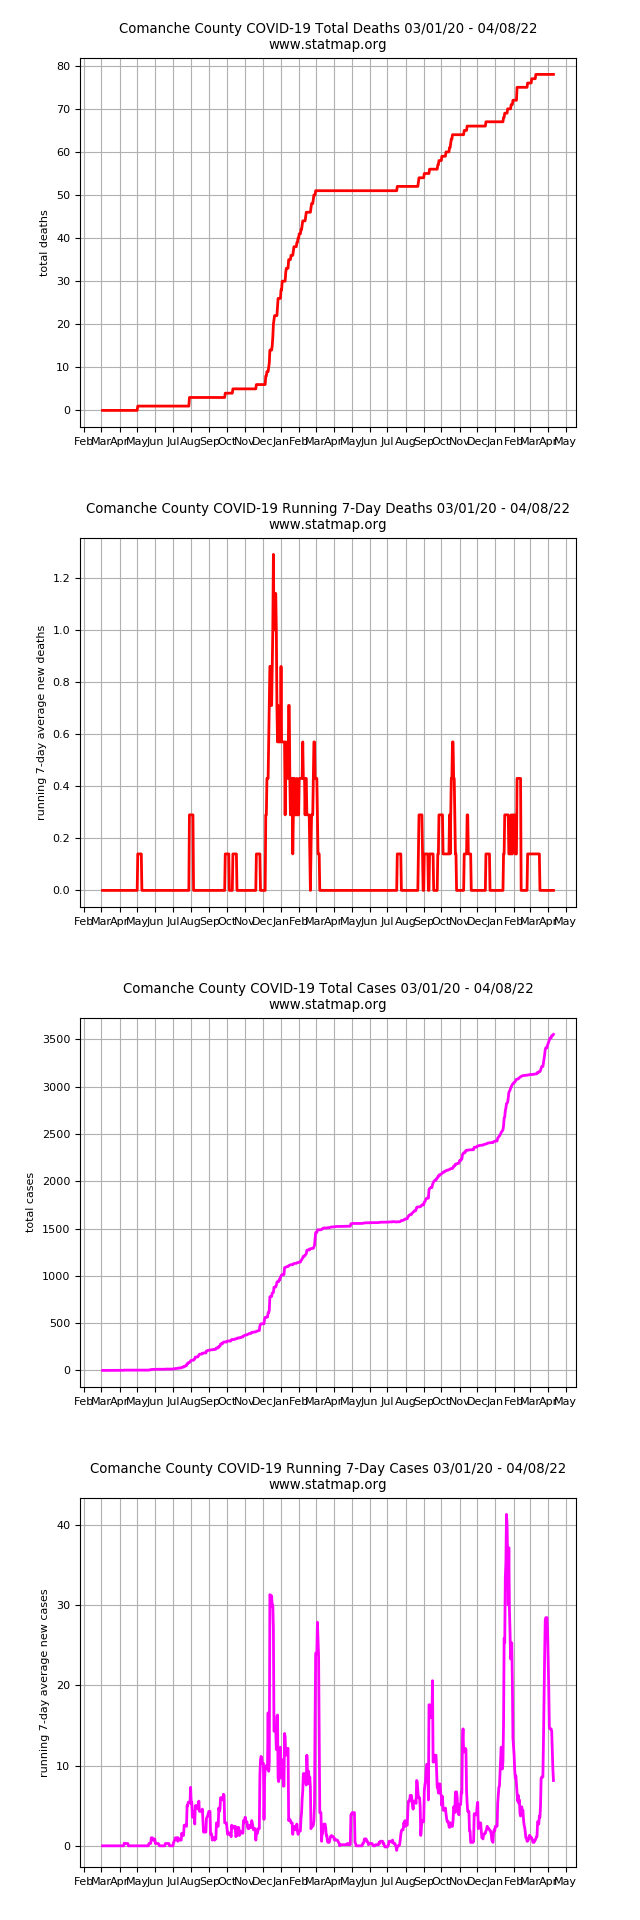 Comanche County COVID-19 Total Deaths 03/01/20 - 04/08/22
www.statmap.org
80
70
60
50
40
30
20
10
0
total deaths
Feb Mar Apr May Jun Jul Aug Sep Oct Nov Dec Jan Feb Mar Apr May Jun Jul Aug Sep Oct Nov Dec Jan Feb Mar Apr May
Comanche County COVID-19 Running 7-Day Deaths 03/01/20 - 04/08/22
www.statmap.org
1.2
1.0
0.8
0.6
0.4
0.2
0.0
running 7-day average new deaths
Feb Mar Apr May Jun Jul Aug Sep Oct Nov Dec Jan Feb Mar Apr May Jun Jul Aug Sep Oct Nov Dec Jan Feb Mar Apr May
Comanche County COVID-19 Total Cases 03/01/20 - 04/08/22
www.statmap.org
3500
3000
2500
2000
1500
1000
500
0
total cases
Feb Mar Apr May Jun Jul Aug Sep Oct Nov Dec Jan Feb Mar Apr May Jun Jul Aug Sep Oct Nov Dec Jan Feb Mar Apr May
Comanche County COVID-19 Running 7-Day Cases 03/01/20 - 04/08/22
www.statmap.org
40
30
20
10
0
running 7-day average new cases
Feb Mar Apr May Jun Jul Aug Sep Oct Nov Dec Jan Feb Mar Apr May Jun Jul Aug Sep Oct Nov Dec Jan Feb Mar Apr May